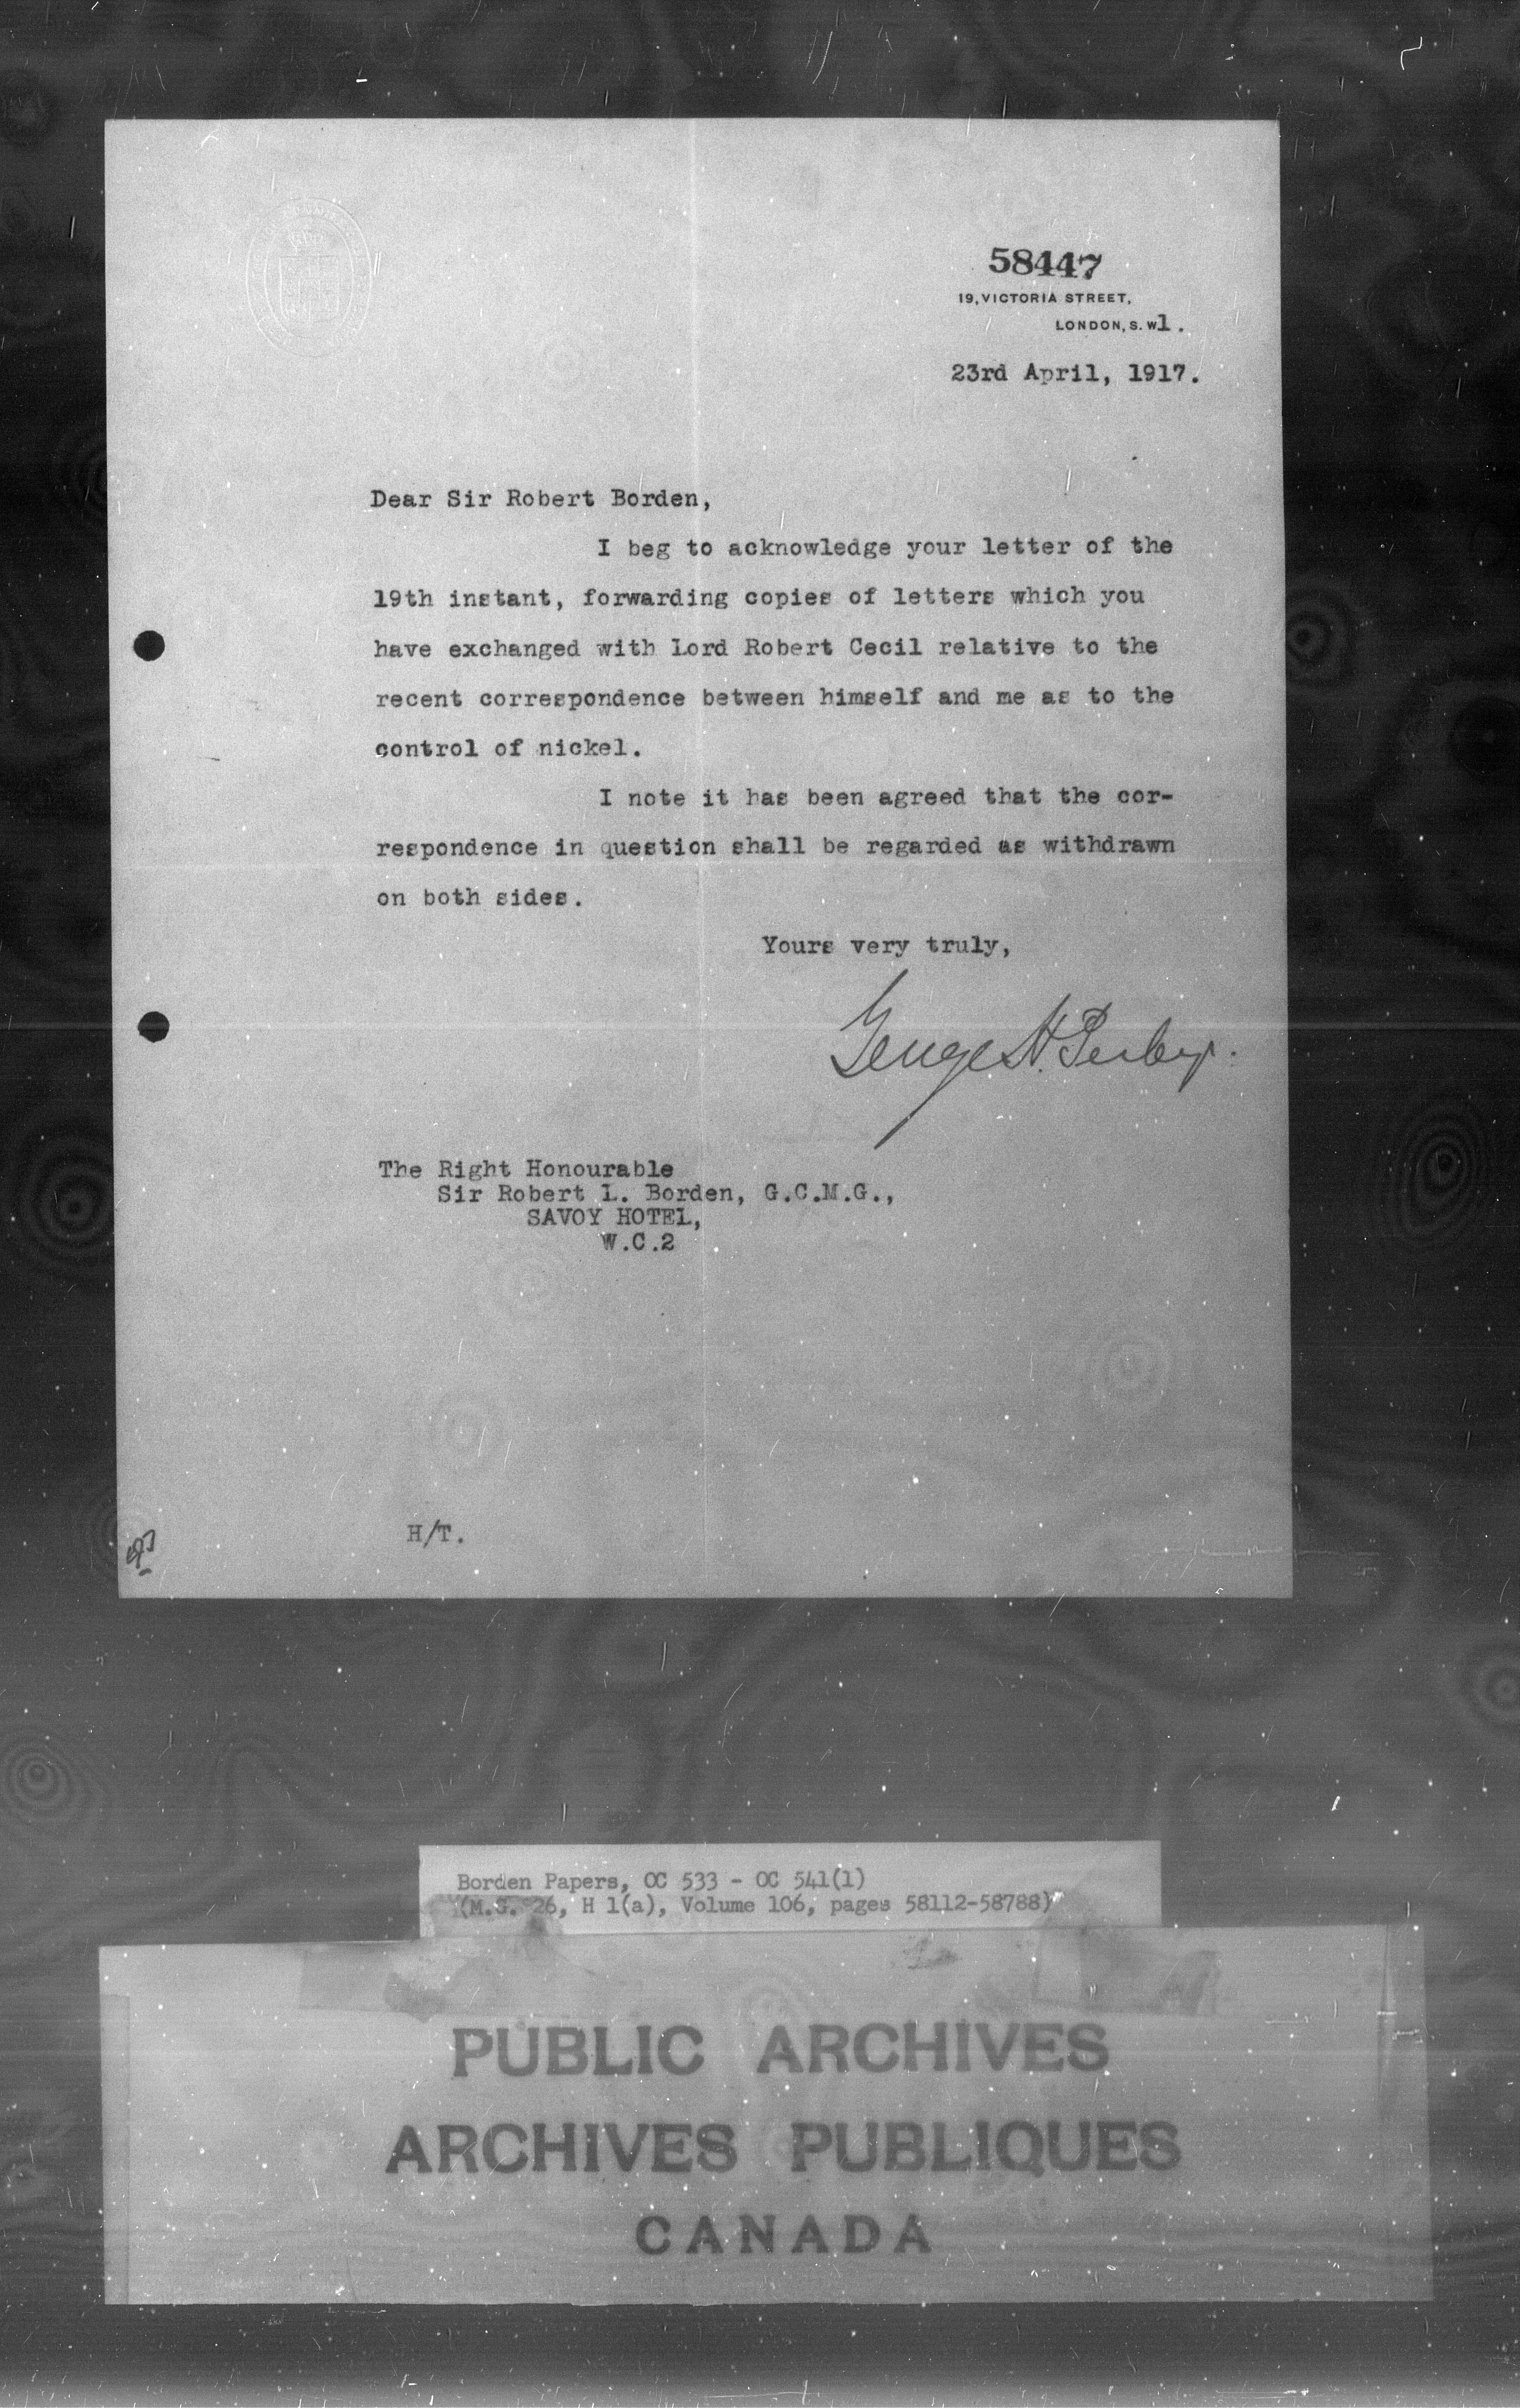 58447
19, VICTORIA STREET,
LONDON, S. W1.
23rd April, 1917.
Dear Sir Robert Borden,
I beg to acknowledge your letter of the
19th instant, forwarding copies of letters which you
have exchanged with Lord Robert Cecil relative to the
recent correspondence between himself and me as to the
control of nickel.
I note it has been agreed that the cor-
respondence in question shall be regarded as withdrawn
on both sides.
Yours very truly,
George H. Perley.
The Right Honourable
Sir Robert L. Borden, G.C.M.G.,
SAVOY HOTEL,
W.C.2
H/T.
Borden Papers, OC 533 - OC 541(1)
(M.G. 26, H 1(a), Volume 106, pages 58112-58788)
PUBLIC ARCHIVES
ARCHIVES PUBLIQUES
CANADA